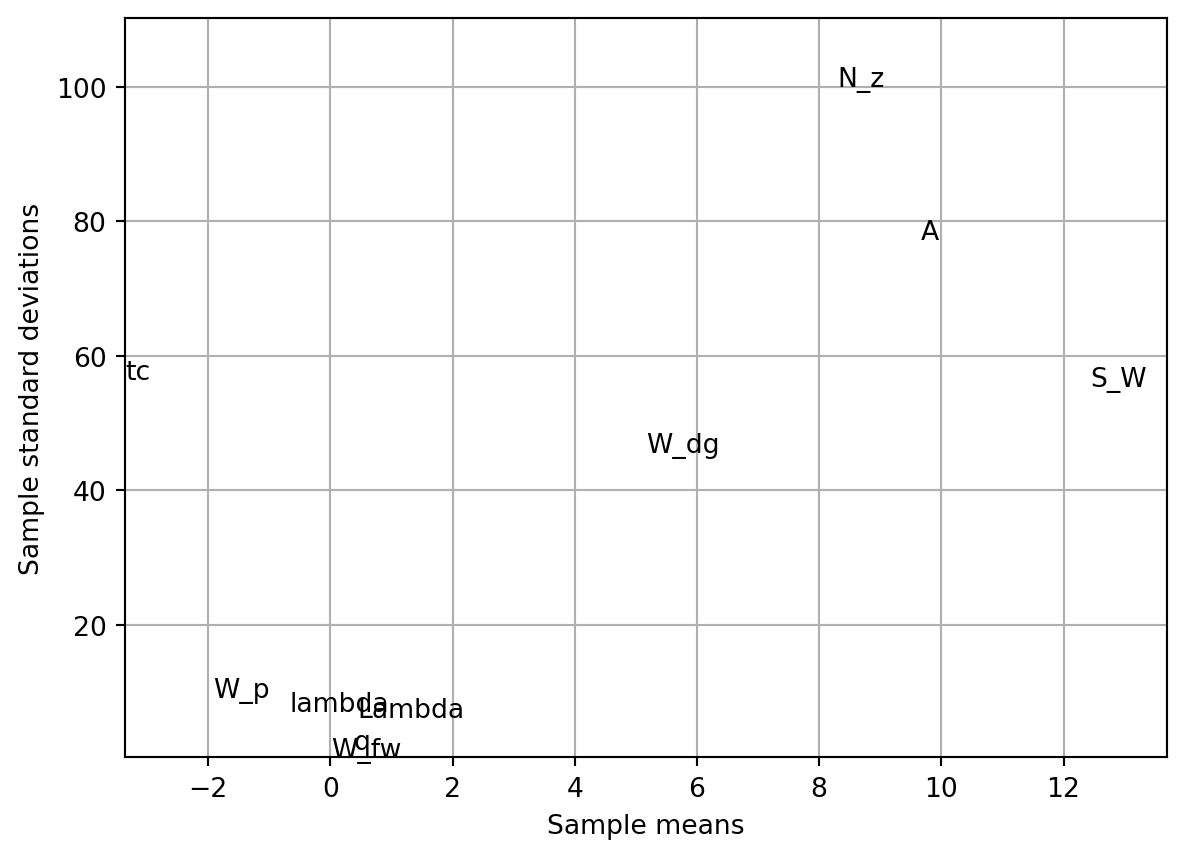 100
80
60
40
20
Sample standard deviations
N_z
A
tc
S_W
W_dg
W_p
lambda
Lambda
q
W_fw
−2
0
2
4
6
8
10
12
Sample means